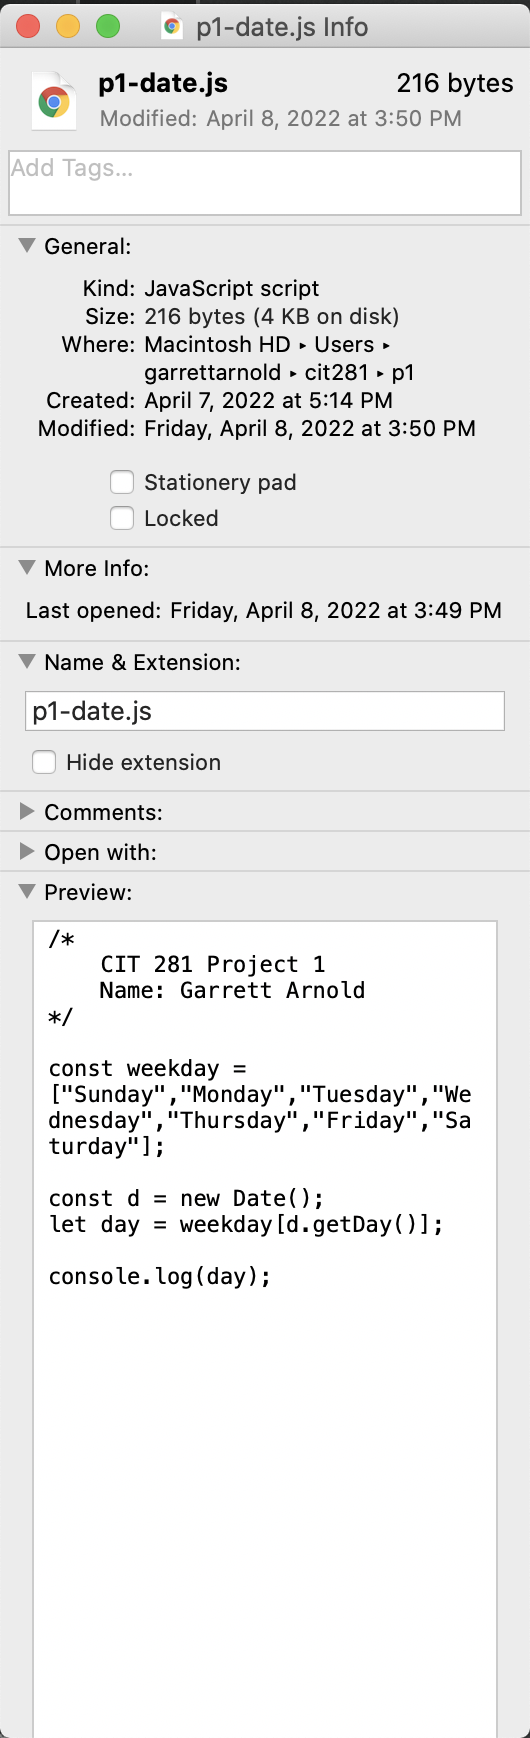 p1-date.js Info
p1-date.js 216 bytes
Modified: April 8, 2022 at 3:50 PM
Add Tags...
General:
Kind: JavaScript script
Size: 216 bytes (4 KB on disk)
Where: Macintosh HD ▸ Users ▸
garrettarnold ▸ cit281 ▸ p1
Created: April 7, 2022 at 5:14 PM
Modified: Friday, April 8, 2022 at 3:50 PM
Stationery pad
Locked
More Info:
Last opened: Friday, April 8, 2022 at 3:49 PM
Name & Extension:
p1-date.js
Hide extension
Comments:
Open with:
Preview:
/*
    CIT 281 Project 1
    Name: Garrett Arnold
*/
const weekday =
["Sunday","Monday","Tuesday","We
dnesday","Thursday","Friday","Sa
turday"];
const d = new Date();
let day = weekday[d.getDay()];
console.log(day);